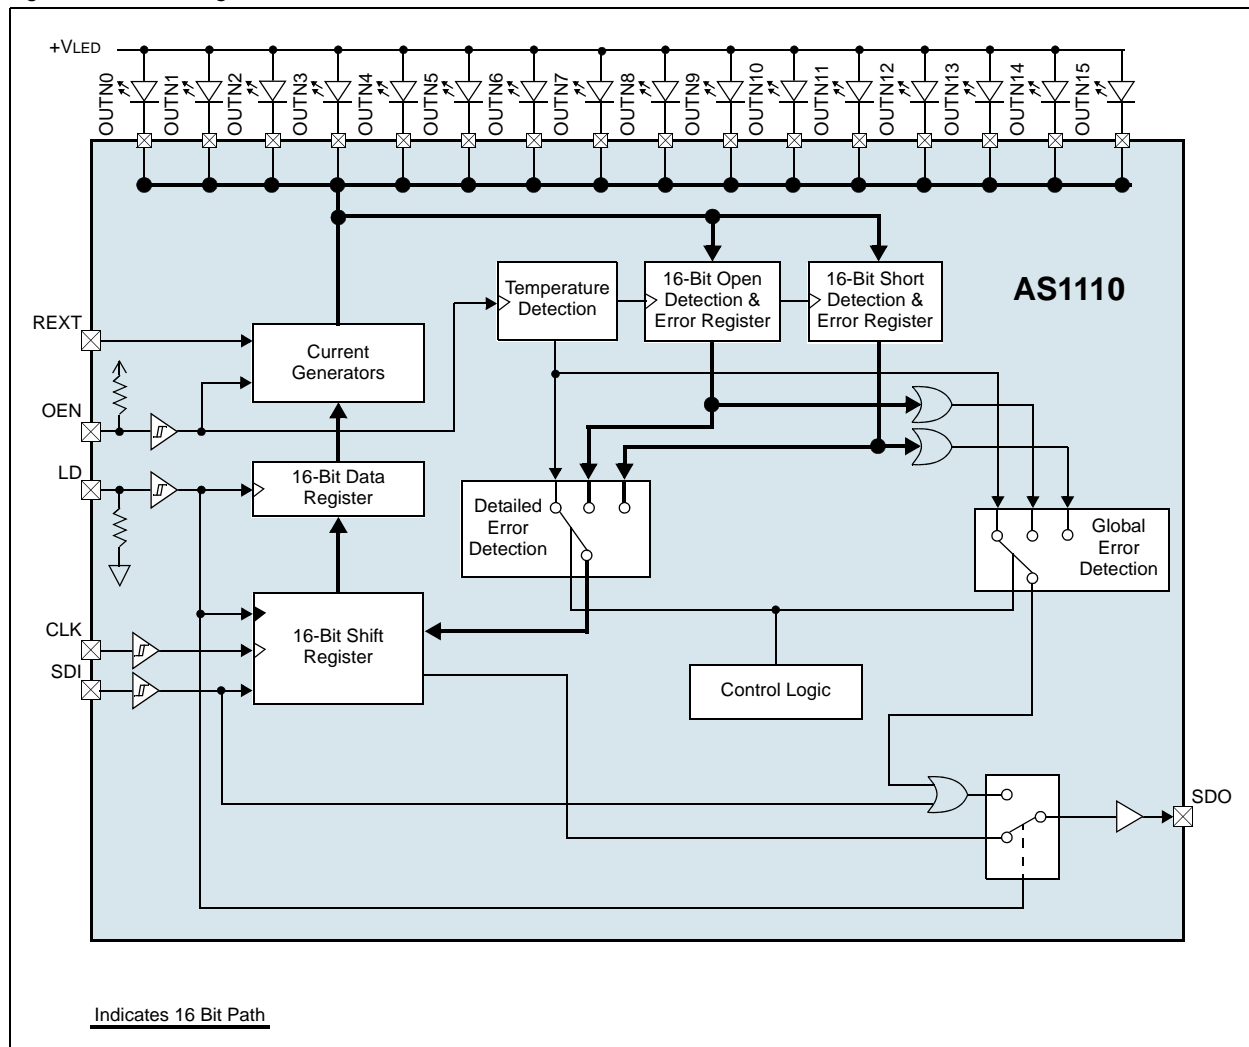 +VLED
OUTN0
OUTN1
OUTN2
OUTN3
OUTN4
OUTN5
OUTN6
OUTN7
OUTN8
OUTN9
OUTN10
OUTN11
OUTN12
OUTN13
OUTN14
OUTN15
AS1110
Temperature
Detection
16-Bit Open
Detection &
Error Register
16-Bit Short
Detection &
Error Register
REXT
Current
Generators
OEN
LD
16-Bit Data
Register
Detailed
Error
Detection
Global
Error
Detection
CLK
SDI
16-Bit Shift
Register
Control Logic
SDO
Indicates 16 Bit Path